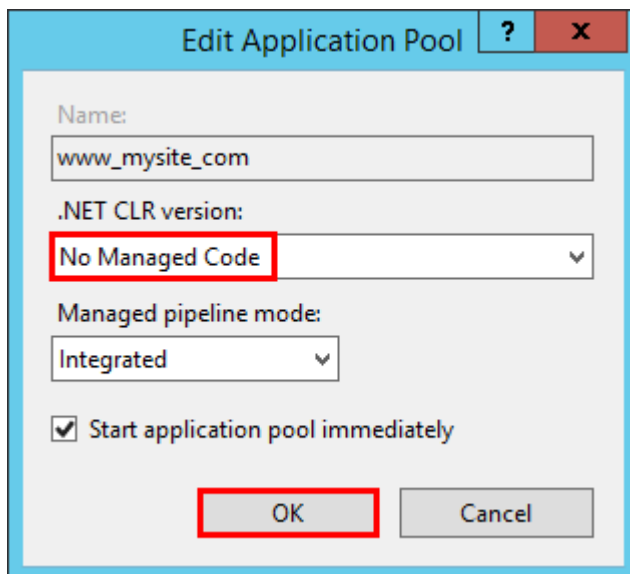 Edit Application Pool ? x
Name:
www_mysite_com
.NET CLR version:
No Managed Code
Managed pipeline mode:
Integrated
Start application pool immediately
OK Cancel